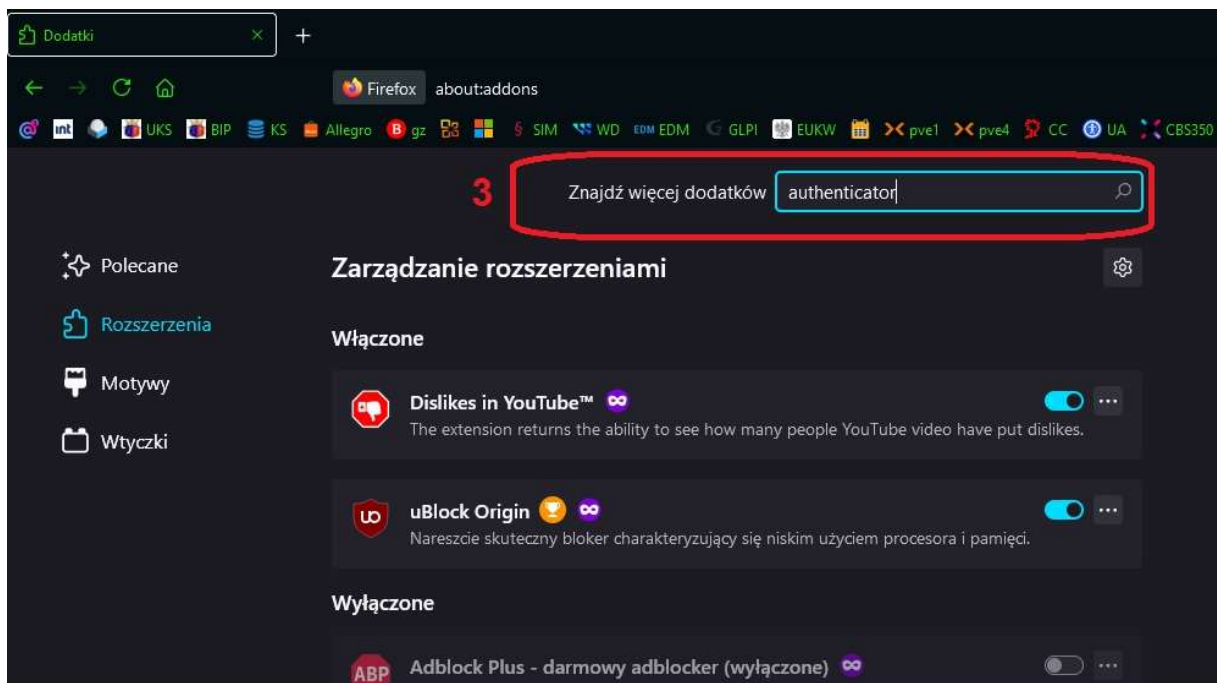 Dodatki
Firefox about:addons
int UKS BIP KS Allegro B gz § SIM WD EDM EDM GLPI EUKW pve1 pve4 CC UA CBS350
3 Znajdź więcej dodatków authenticator
Polecane
Zarządzanie rozszerzeniami
Rozszerzenia
Włączone
Motywy
Dislikes in YouTube™
The extension returns the ability to see how many people YouTube video have put dislikes.
Wtyczki
uBlock Origin
Nareszcie skuteczny bloker charakteryzujący się niskim użyciem procesora i pamięci.
Wyłączone
ABP Adblock Plus - darmowy adblocker (wyłączone)